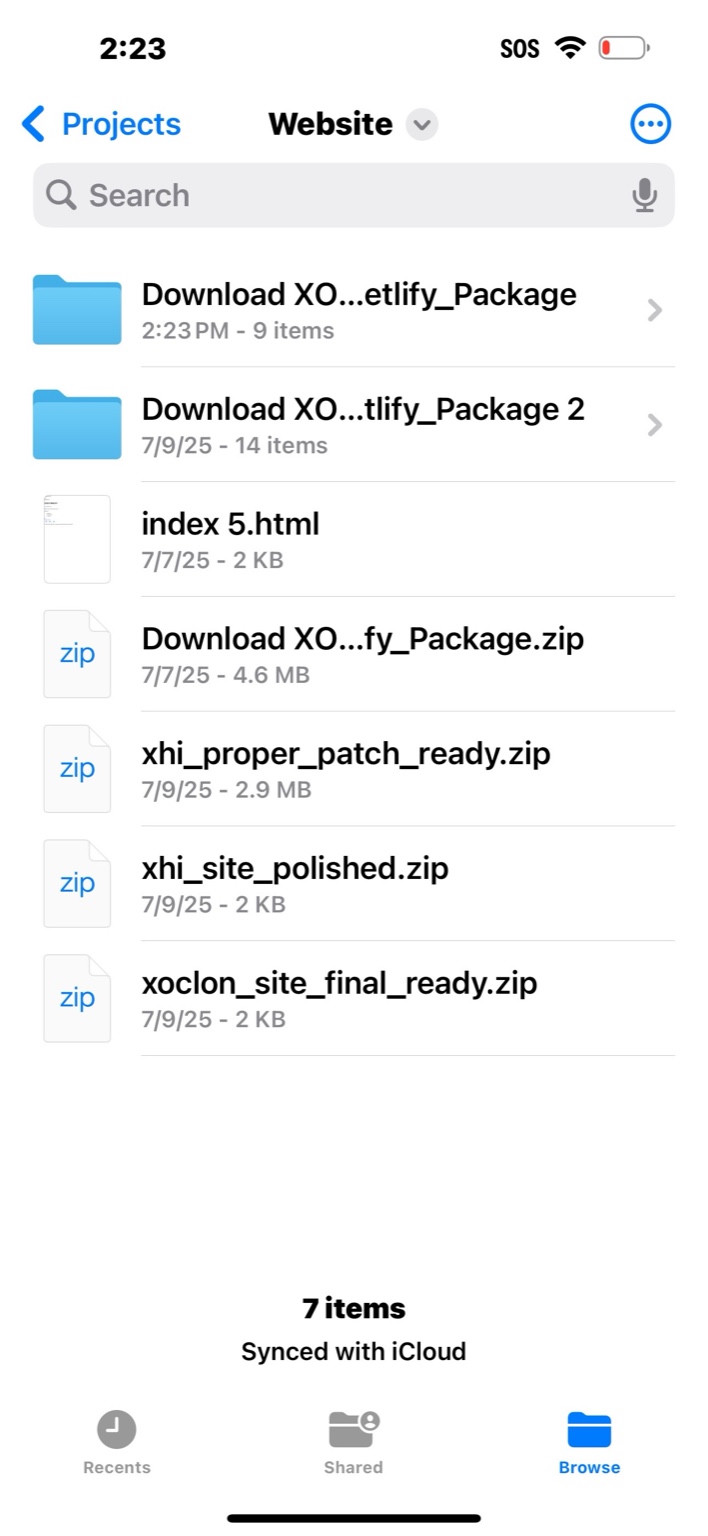 2:23
SOS
Projects
Website
Search
Download XO...etlify_Package
2:23 PM - 9 items
Download XO...tlify_Package 2
7/9/25 - 14 items
index 5.html
7/7/25 - 2 KB
zip
Download XO...fy_Package.zip
7/7/25 - 4.6 MB
zip
xhi_proper_patch_ready.zip
7/9/25 - 2.9 MB
zip
xhi_site_polished.zip
7/9/25 - 2 KB
zip
xoclon_site_final_ready.zip
7/9/25 - 2 KB
7 items
Synced with iCloud
Recents
Shared
Browse